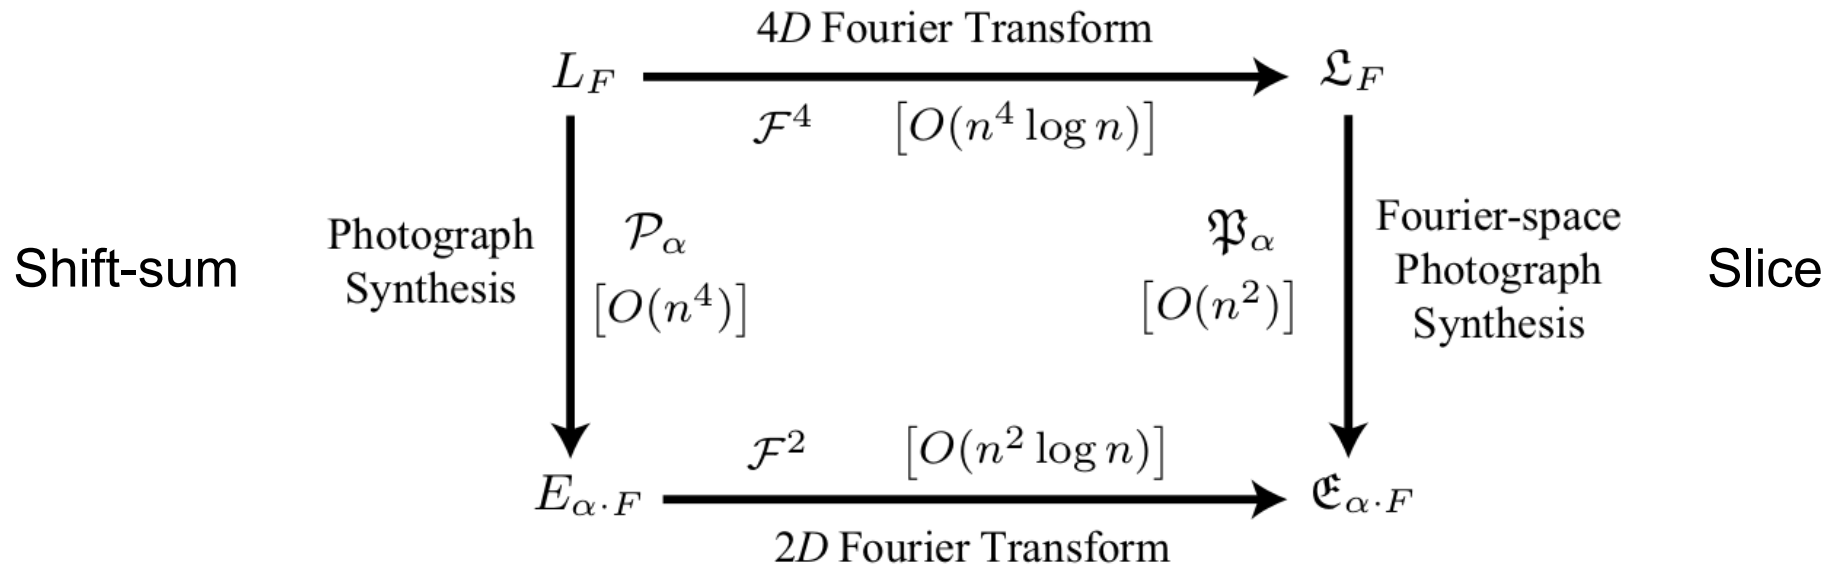 4D Fourier Transform
L_F
𝔏_F
ℱ^4 [O(n^4 log n)]
Shift-sum
Photograph
Synthesis
𝒫_α
[O(n^4)]
𝔓_α
[O(n^2)]
Fourier-space
Photograph
Synthesis
Slice
ℱ^2 [O(n^2 log n)]
E_{α·F}
𝔈_{α·F}
2D Fourier Transform